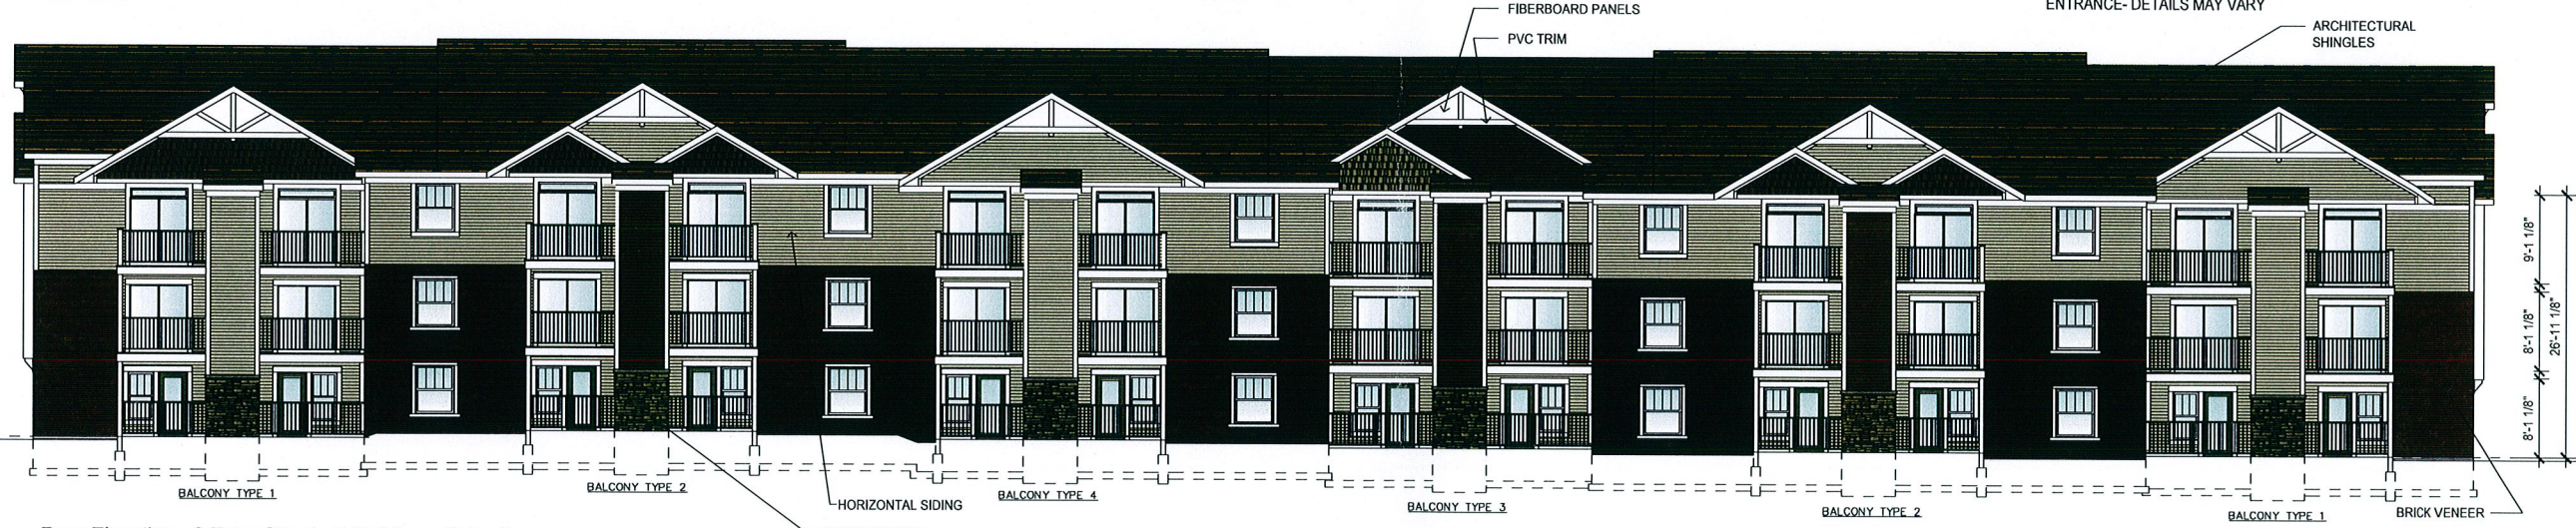 FIBERBOARD PANELS
PVC TRIM
ENTRANCE- DETAILS MAY VARY
ARCHITECTURAL
SHINGLES
9'-1 1/8"
8'-1 1/8"
8'-1 1/8"
26'-11 1/8"
BALCONY TYPE 1
BALCONY TYPE 2
HORIZONTAL SIDING
BALCONY TYPE 4
BALCONY TYPE 3
BALCONY TYPE 2
BALCONY TYPE 1
BRICK VENEER